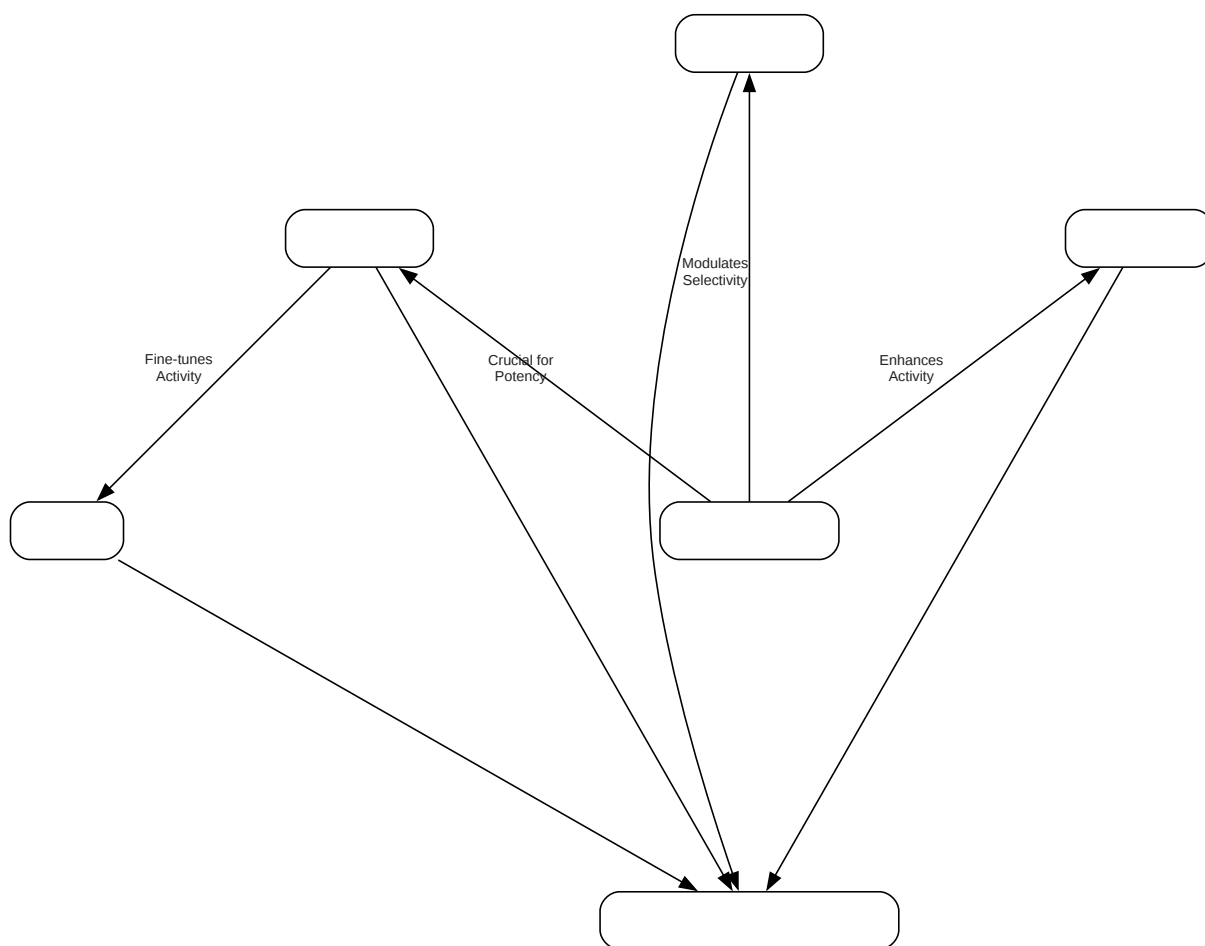 Modulates
Selectivity
Fine-tunes
Activity
Crucial for
Potency
Enhances
Activity